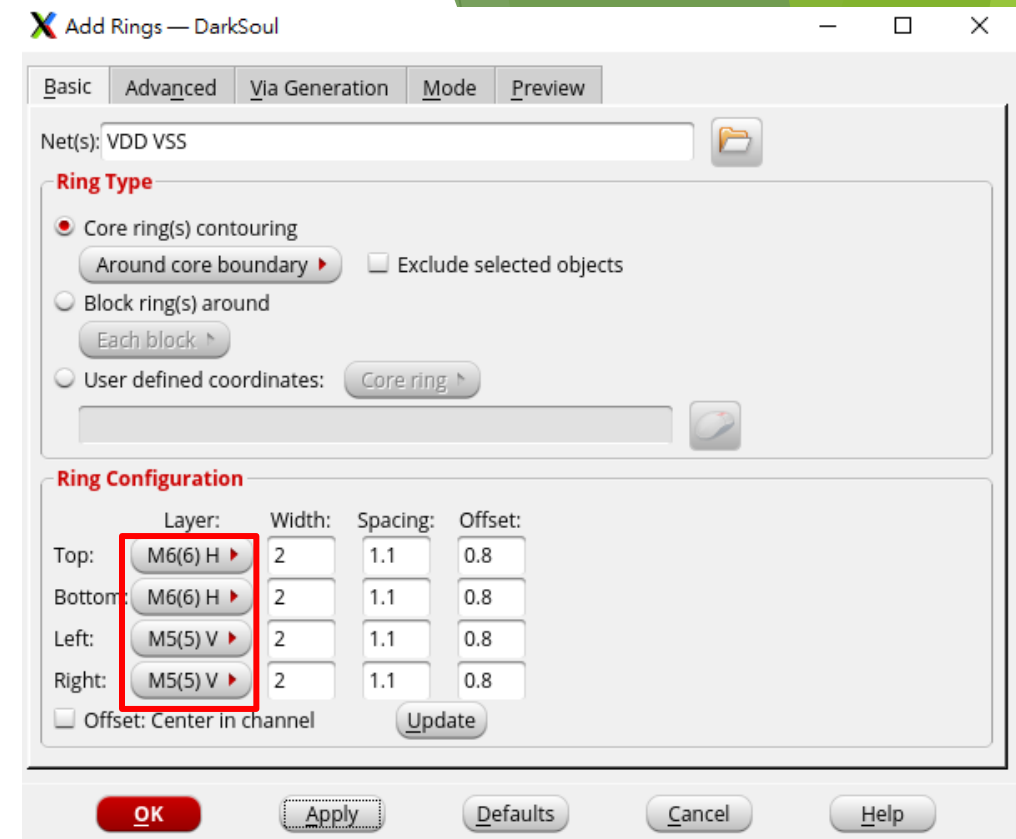 Add Rings — DarkSoul
Basic Advanced Via Generation Mode Preview
Net(s): VDD VSS
Ring Type
Core ring(s) contouring
Around core boundary Exclude selected objects
Block ring(s) around
Each block
User defined coordinates: Core ring
Ring Configuration
Layer: Width: Spacing: Offset:
Top: M6(6) H 2 1.1 0.8
Bottom: M6(6) H 2 1.1 0.8
Left: M5(5) V 2 1.1 0.8
Right: M5(5) V 2 1.1 0.8
Offset: Center in channel Update
OK Apply Defaults Cancel Help